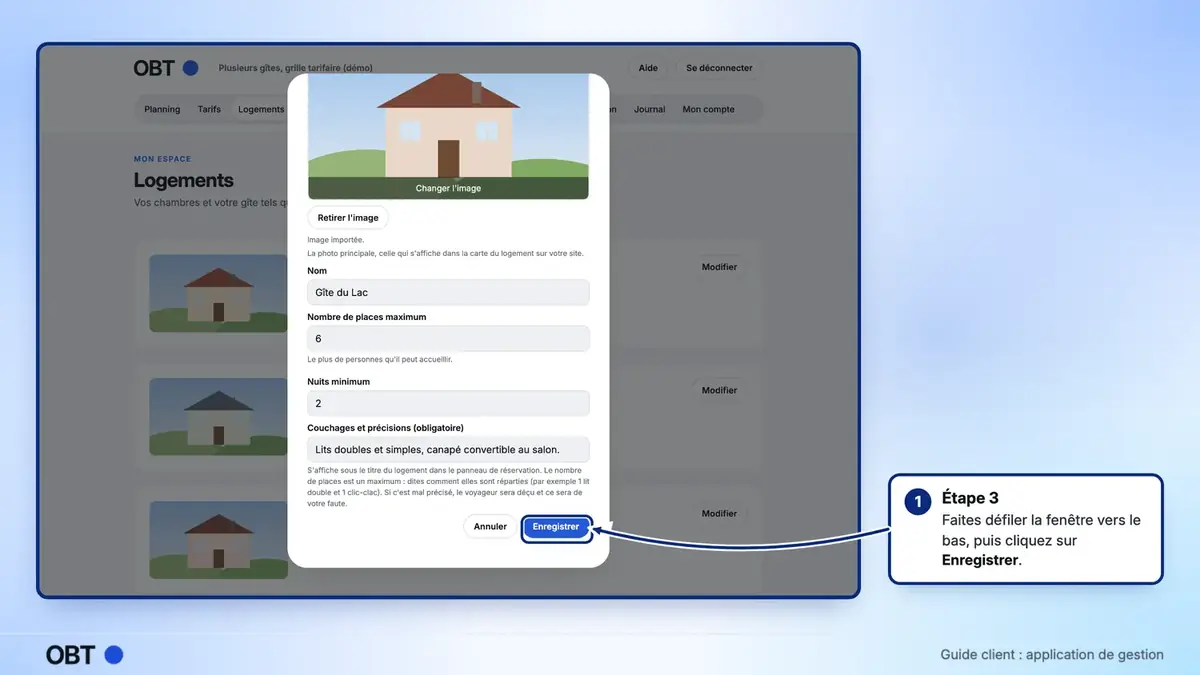 OBT
Plusieurs gîtes, grille tarifaire (démo)
Aide
Se déconnecter
Planning
Tarifs
Logements
Journal
Mon compte
MON ESPACE
Logements
Vos chambres et votre gîte tels
Changer l'image
Retirer l'image
Image importée.
La photo principale, celle qui s'affiche dans la carte du logement sur votre site.
Nom
Gîte du Lac
Nombre de places maximum
6
Le plus de personnes qu'il peut accueillir.
Nuits minimum
2
Couchages et précisions (obligatoire)
Lits doubles et simples, canapé convertible au salon.
S'affiche sous le titre du logement dans le panneau de réservation. Le nombre
de places est un maximum : dites comment elles sont réparties (par exemple 1 lit
double et 1 clic-clac). Si c'est mal précisé, le voyageur sera déçu et ce sera de
votre faute.
Annuler
Enregistrer
Modifier
Modifier
Modifier
1
Étape 3
Faites défiler la fenêtre vers le
bas, puis cliquez sur
Enregistrer.
OBT
Guide client : application de gestion